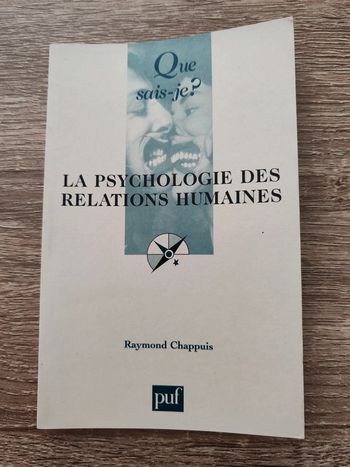 Que
sais-je?
LA PSYCHOLOGIE DES
RELATIONS HUMAINES
Raymond Chappuis
puf